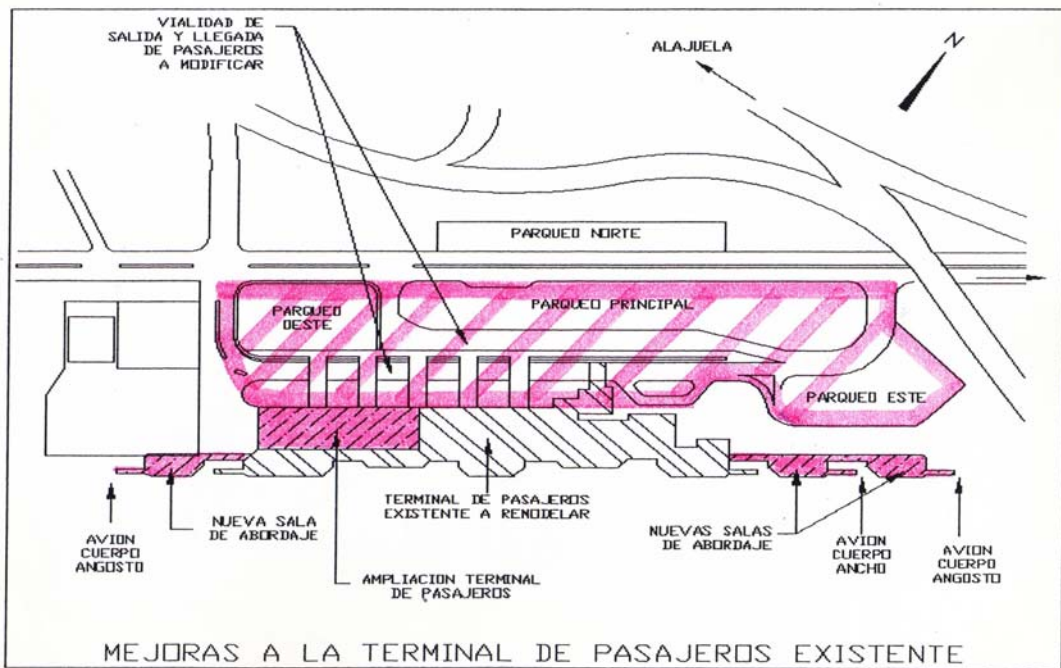 VIALIDAD DE
SALIDA Y LLEGADA
DE PASAJEROS
A MODIFICAR
ALAJUELA
N
PARQUEO NORTE
PARQUEO
OESTE
PARQUEO PRINCIPAL
PARQUEO ESTE
AVION
CUERPO
ANGOSTO
NUEVA SALA
DE ABORDAJE
TERMINAL DE PASAJEROS
EXISTENTE A REMODELAR
AMPLIACION TERMINAL
DE PASAJEROS
NUEVAS SALAS
DE ABORDAJE
AVION
CUERPO
ANCHO
AVION
CUERPO
ANGOSTO
MEJORAS A LA TERMINAL DE PASAJEROS EXISTENTE